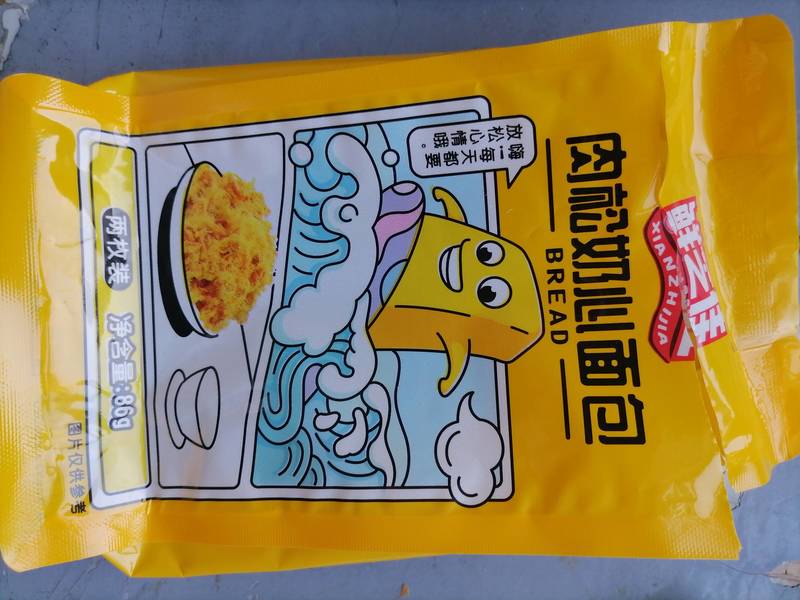 鲜之佳
XIANZHIJIA
肉松奶心面包
BREAD
嗨!每天都要
放松心情哦。
两枚装 净含量:86g
图片仅供参考